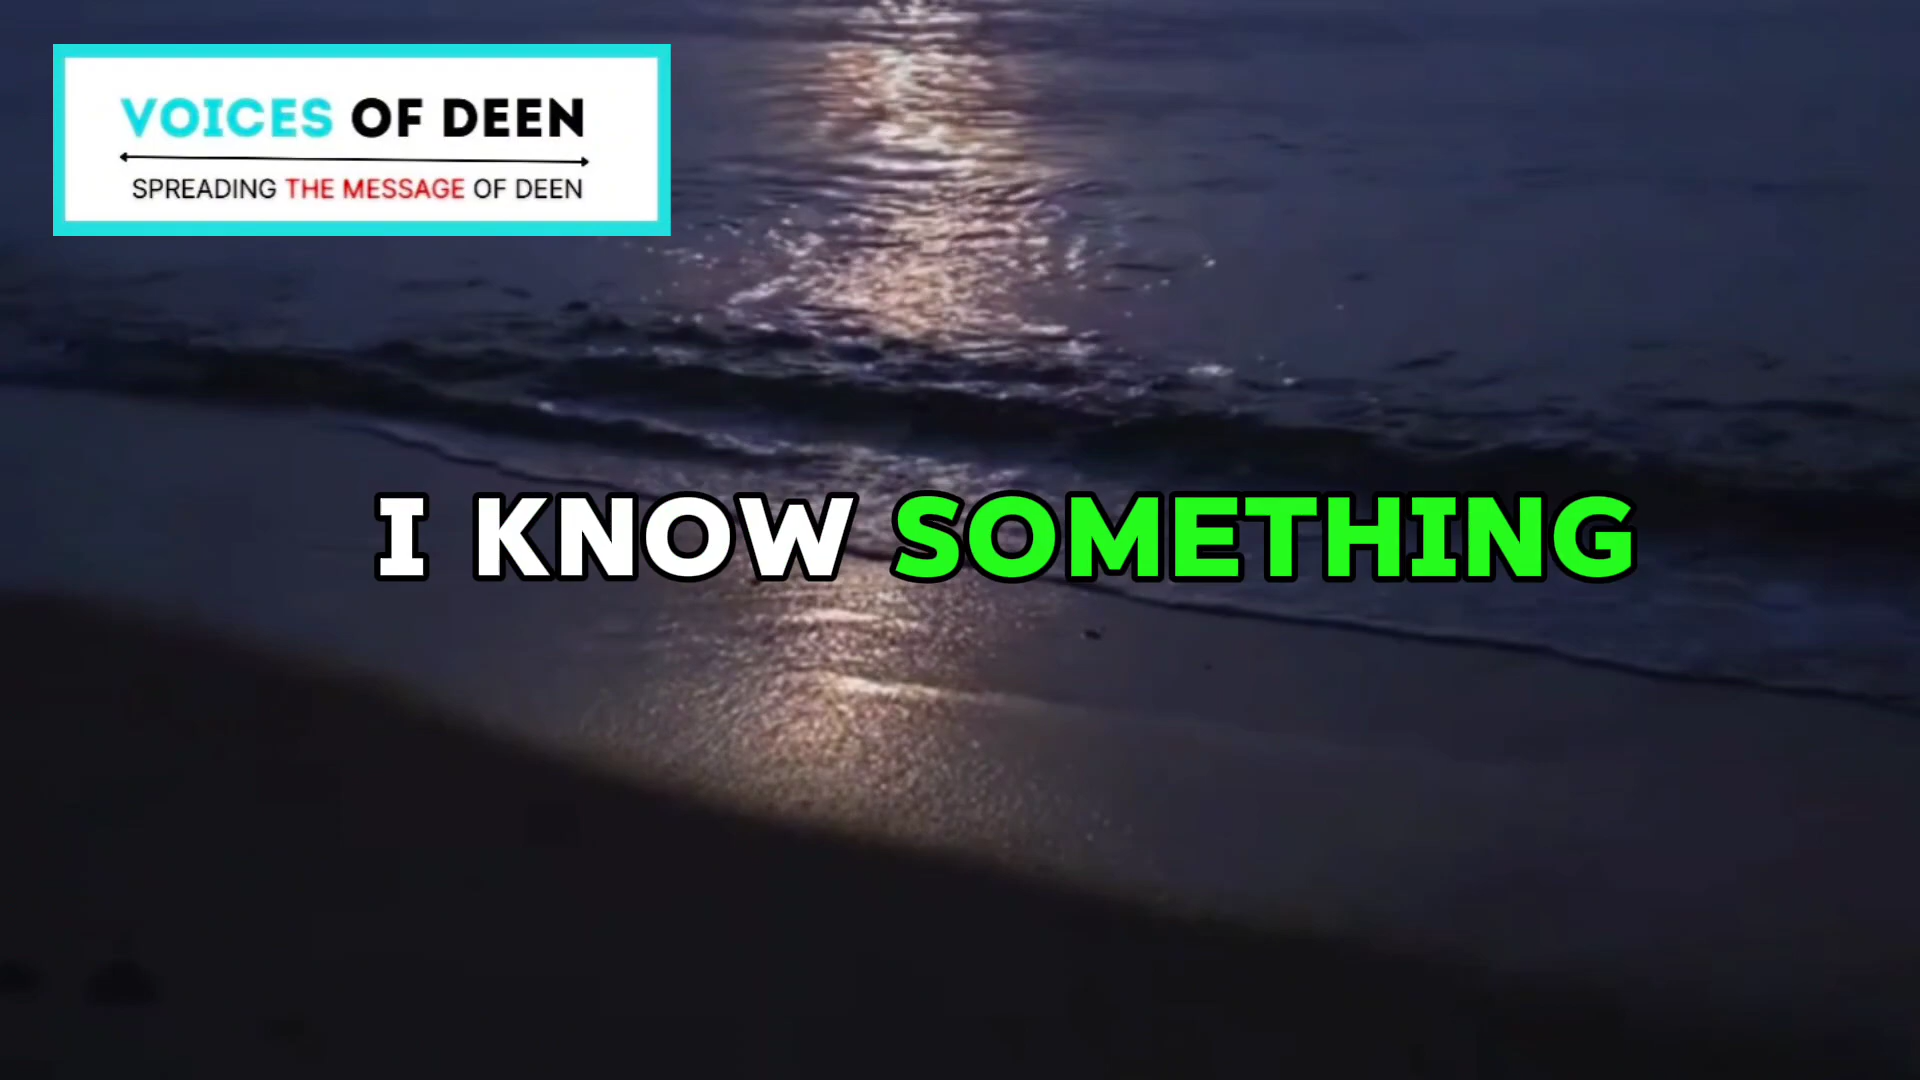 VOICES OF DEEN
SPREADING THE MESSAGE OF DEEN
I KNOW SOMETHING